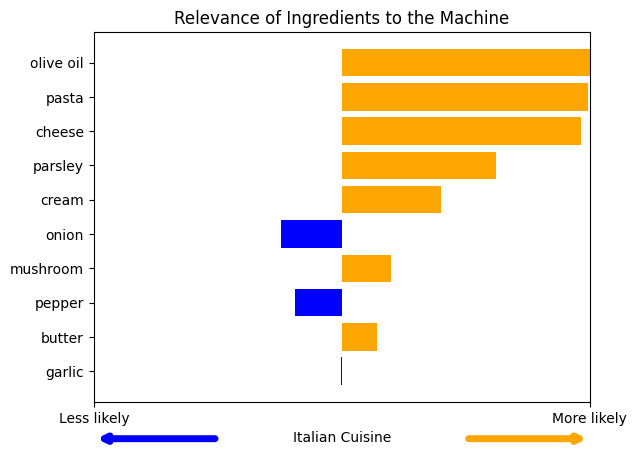 Relevance of Ingredients to the Machine
olive oil
pasta
cheese
parsley
cream
onion
mushroom
pepper
butter
garlic
Less likely
More likely
Italian Cuisine